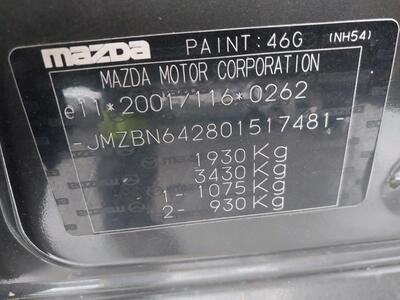 mazda PAINT:46G (NH54)
MAZDA MOTOR CORPORATION
e11*2001/116*0262
-JMZBN642801517481-
1930 Kg
3430 Kg
1- 1075 Kg
2- 930 Kg